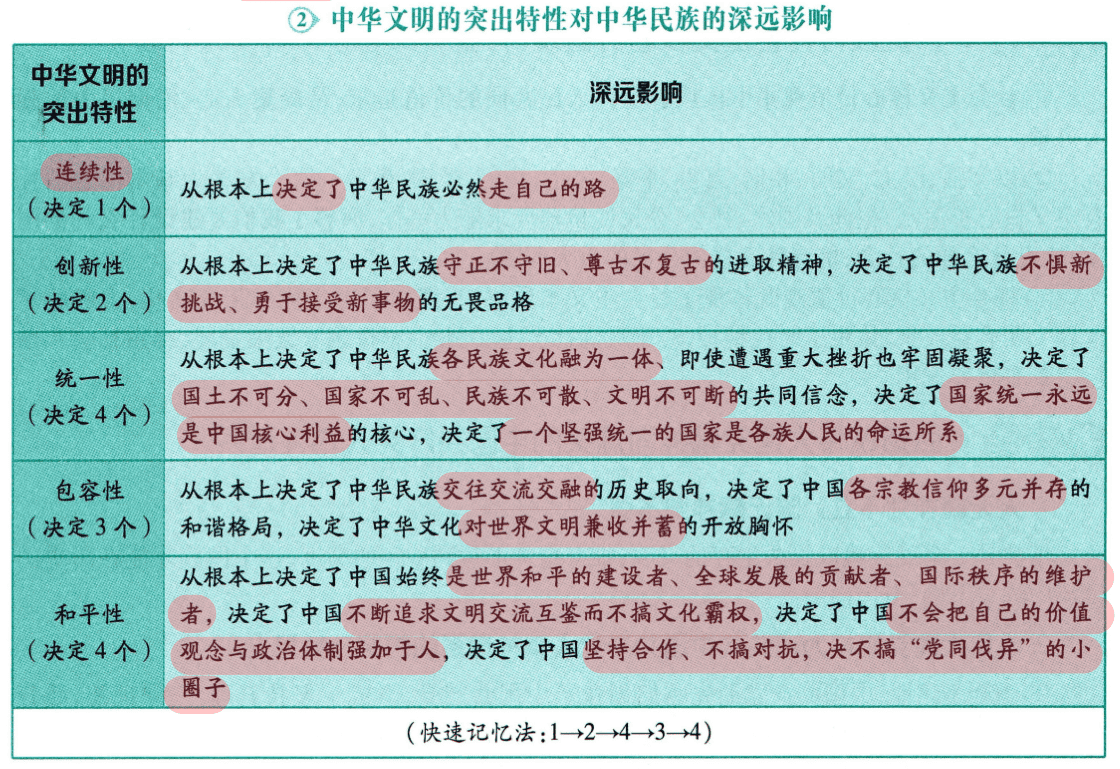 ② 中华文明的突出特性对中华民族的深远影响
中华文明的
突出特性
深远影响
连续性
(决定1个)
从根本上决定了中华民族必然走自己的路
创新性
(决定2个)
从根本上决定了中华民族守正不守旧、尊古不复古的进取精神，决定了中华民族不惧新
挑战、勇于接受新事物的无畏品格
统一性
(决定4个)
从根本上决定了中华民族各民族文化融为一体、即使遭遇重大挫折也牢固凝聚，决定了
国土不可分、国家不可乱、民族不可散、文明不可断的共同信念，决定了国家统一永远
是中国核心利益的核心，决定了一个坚强统一的国家是各族人民的命运所系
包容性
(决定3个)
从根本上决定了中华民族交往交流交融的历史取向，决定了中国各宗教信仰多元并存的
和谐格局，决定了中华文化对世界文明兼收并蓄的开放胸怀
和平性
(决定4个)
从根本上决定了中国始终是世界和平的建设者、全球发展的贡献者、国际秩序的维护
者，决定了中国不断追求文明交流互鉴而不搞文化霸权，决定了中国不会把自己的价值
观念与政治体制强加于人，决定了中国坚持合作、不搞对抗，决不搞“党同伐异”的小
圈子
(快速记忆法:1→2→4→3→4)